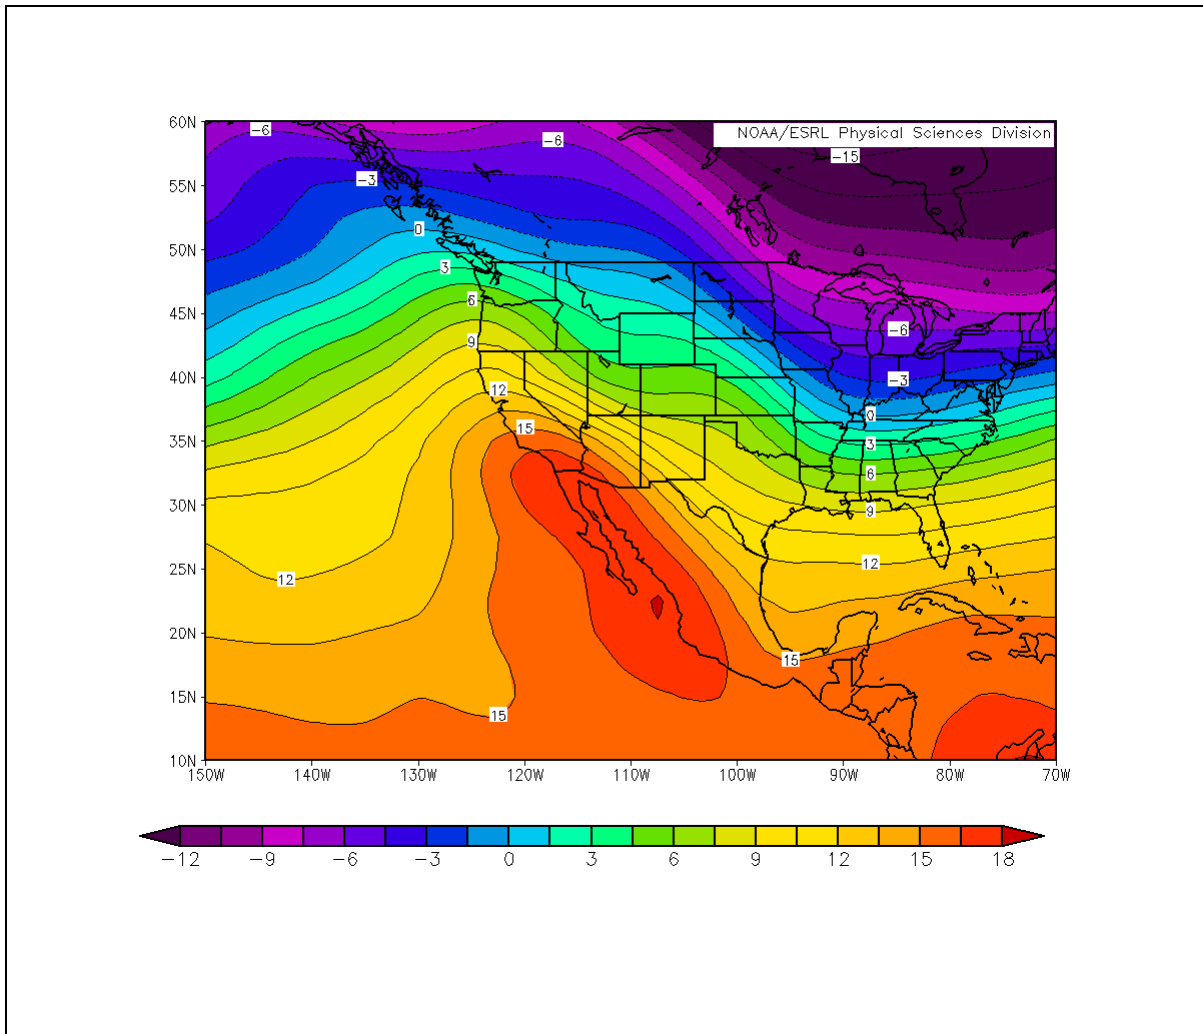 60N
55N
50N
45N
40N
35N
30N
25N
20N
15N
10N
NOAA/ESRL Physical Sciences Division
-6
-6
-15
-3
0
3
6
9
12
15
-6
-3
0
3
6
9
12
12
15
15
150W 140W 130W 120W 110W 100W 90W 80W 70W
-12 -9 -6 -3 0 3 6 9 12 15 18